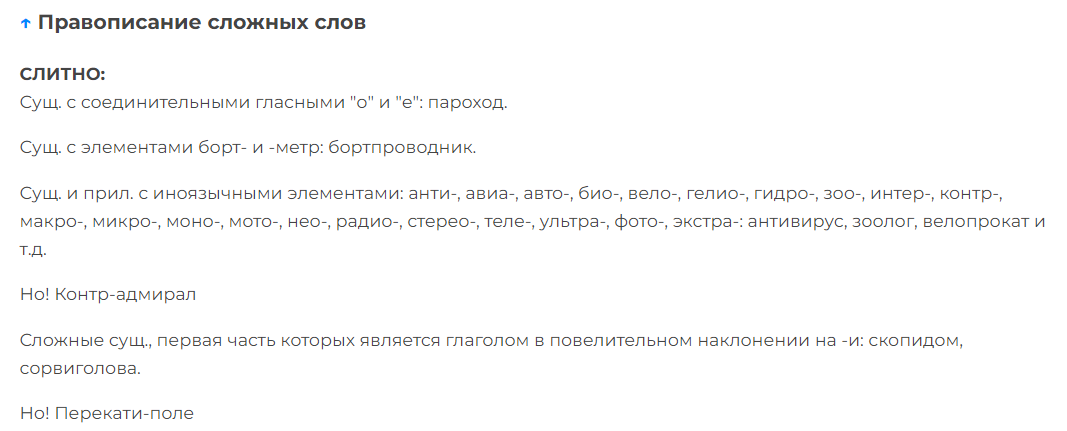 ↑ Правописание сложных слов
СЛИТНО:
Сущ. с соединительными гласными "о" и "е": пароход.
Сущ. с элементами борт- и -метр: бортпроводник.
Сущ. и прил. с иноязычными элементами: анти-, авиа-, авто-, био-, вело-, гелио-, гидро-, зоо-, интер-, контр-,
макро-, микро-, моно-, мото-, нео-, радио-, стерео-, теле-, ультра-, фото-, экстра-: антивирус, зоолог, велопрокат и
т.д.
Но! Контр-адмирал
Сложные сущ., первая часть которых является глаголом в повелительном наклонении на -и: скопидом,
сорвиголова.
Но! Перекати-поле